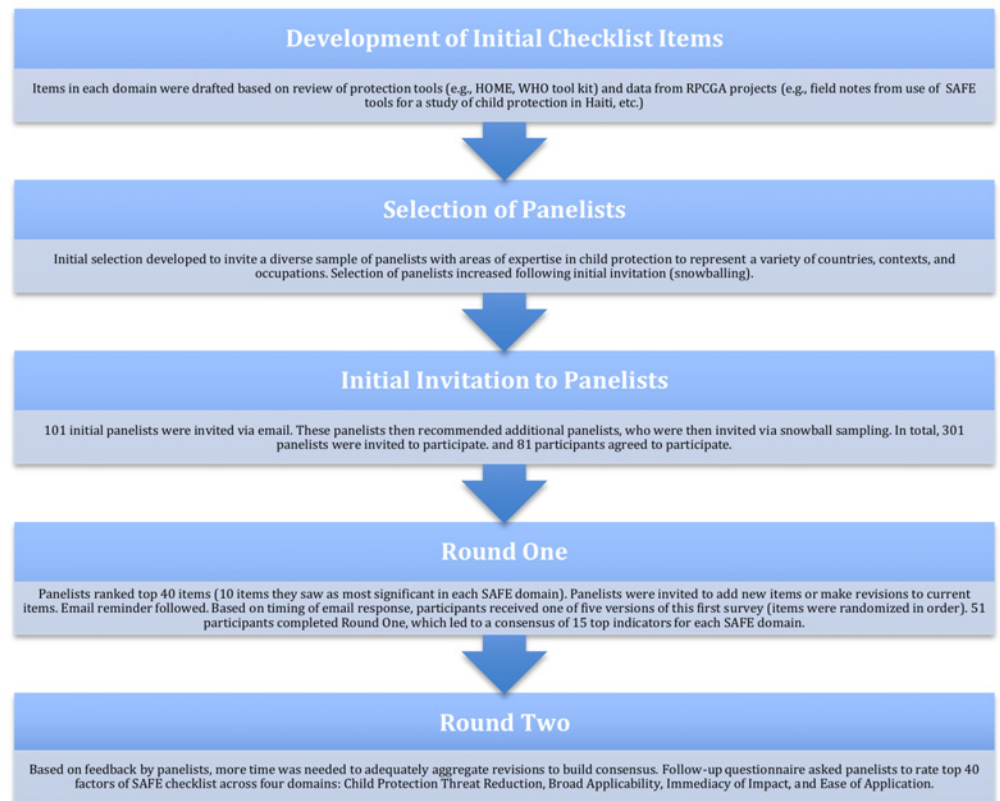 Development of Initial Checklist Items
Items in each domain were drafted based on review of protection tools (e.g., HOME, WHO tool kit) and data from RPCGA projects (e.g., field notes from use of SAFE
tools for a study of child protection in Haiti, etc.)
Selection of Panelists
Initial selection developed to invite a diverse sample of panelists with areas of expertise in child protection to represent a variety of countries, contexts, and
occupations. Selection of panelists increased following initial invitation (snowballing).
Initial Invitation to Panelists
101 initial panelists were invited via email. These panelists then recommended additional panelists, who were then invited via snowball sampling. In total, 301
panelists were invited to participate. and 81 participants agreed to participate.
Round One
Panelists ranked top 40 items (10 items they saw as most significant in each SAFE domain). Panelists were invited to add new items or make revisions to current
items. Email reminder followed. Based on timing of email response, participants received one of five versions of this first survey (items were randomized in order). 51
participants completed Round One, which led to a consensus of 15 top indicators for each SAFE domain.
Round Two
Based on feedback by panelists, more time was needed to adequately aggregate revisions to build consensus. Follow-up questionnaire asked panelists to rate top 40
factors of SAFE checklist across four domains: Child Protection Threat Reduction, Broad Applicability, Immediacy of Impact, and Ease of Application.